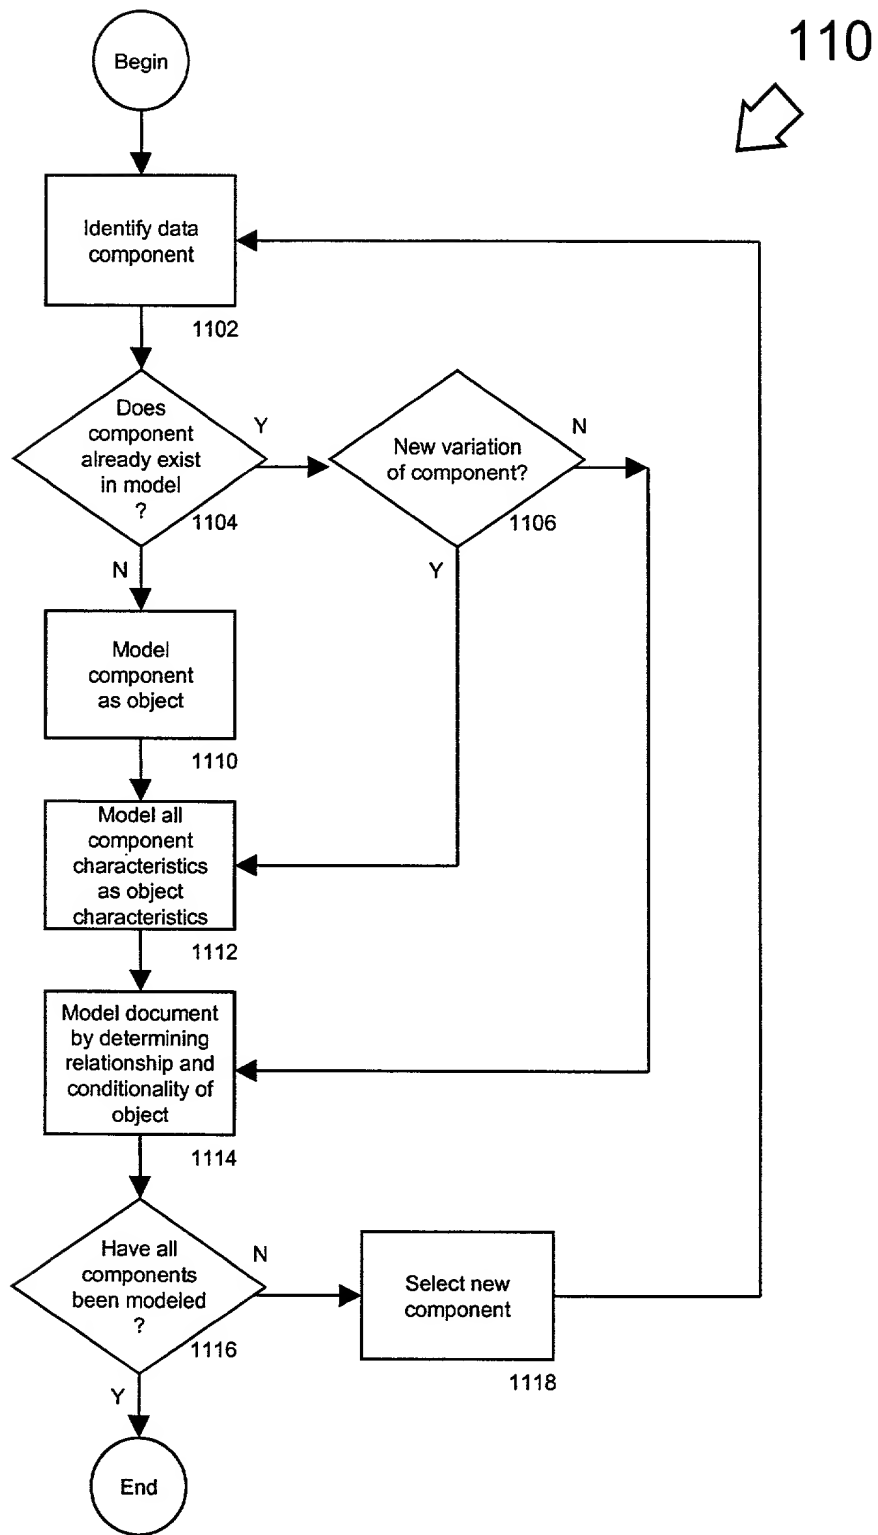 110
Begin
Identify data
component
1102
Does
component
already exist
in model
?
Y
1104
New variation
of component?
N
1106
N
Y
Model
component
as object
1110
Model all
component
characteristics
as object
characteristics
1112
Model document
by determining
relationship and
conditionality of
object
1114
Have all
components
been modeled
?
N
1116
Select new
component
1118
Y
End